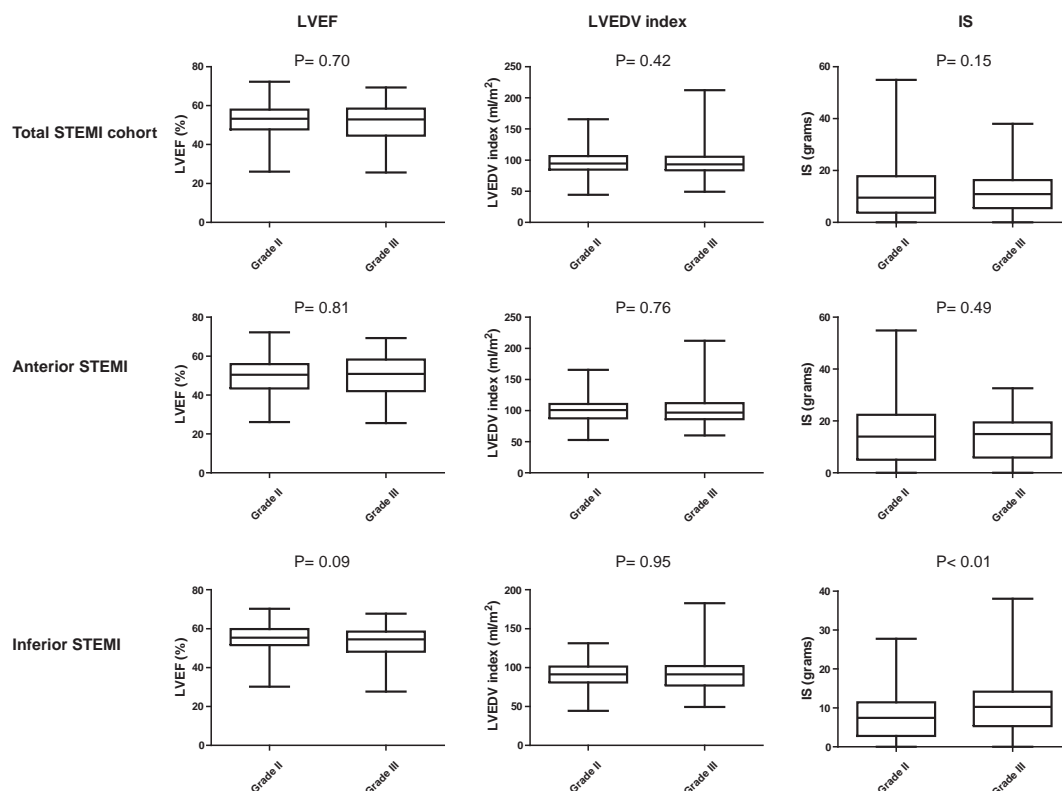 LVEF
LVEDV index
IS
Total STEMI cohort
P= 0.70
LVEF (%)
80
60
40
20
0
Grade II
Grade III
P= 0.42
LVEDV index (ml/m²)
250
200
150
100
50
0
Grade II
Grade III
P= 0.15
IS (grams)
60
40
20
0
Grade II
Grade III
Anterior STEMI
P= 0.81
LVEF (%)
80
60
40
20
0
Grade II
Grade III
P= 0.76
LVEDV index (ml/m²)
250
200
150
100
50
0
Grade II
Grade III
P= 0.49
IS (grams)
60
40
20
0
Grade II
Grade III
Inferior STEMI
P= 0.09
LVEF (%)
80
60
40
20
0
Grade II
Grade III
P= 0.95
LVEDV index (ml/m²)
200
150
100
50
0
Grade II
Grade III
P< 0.01
IS (grams)
40
30
20
10
0
Grade II
Grade III